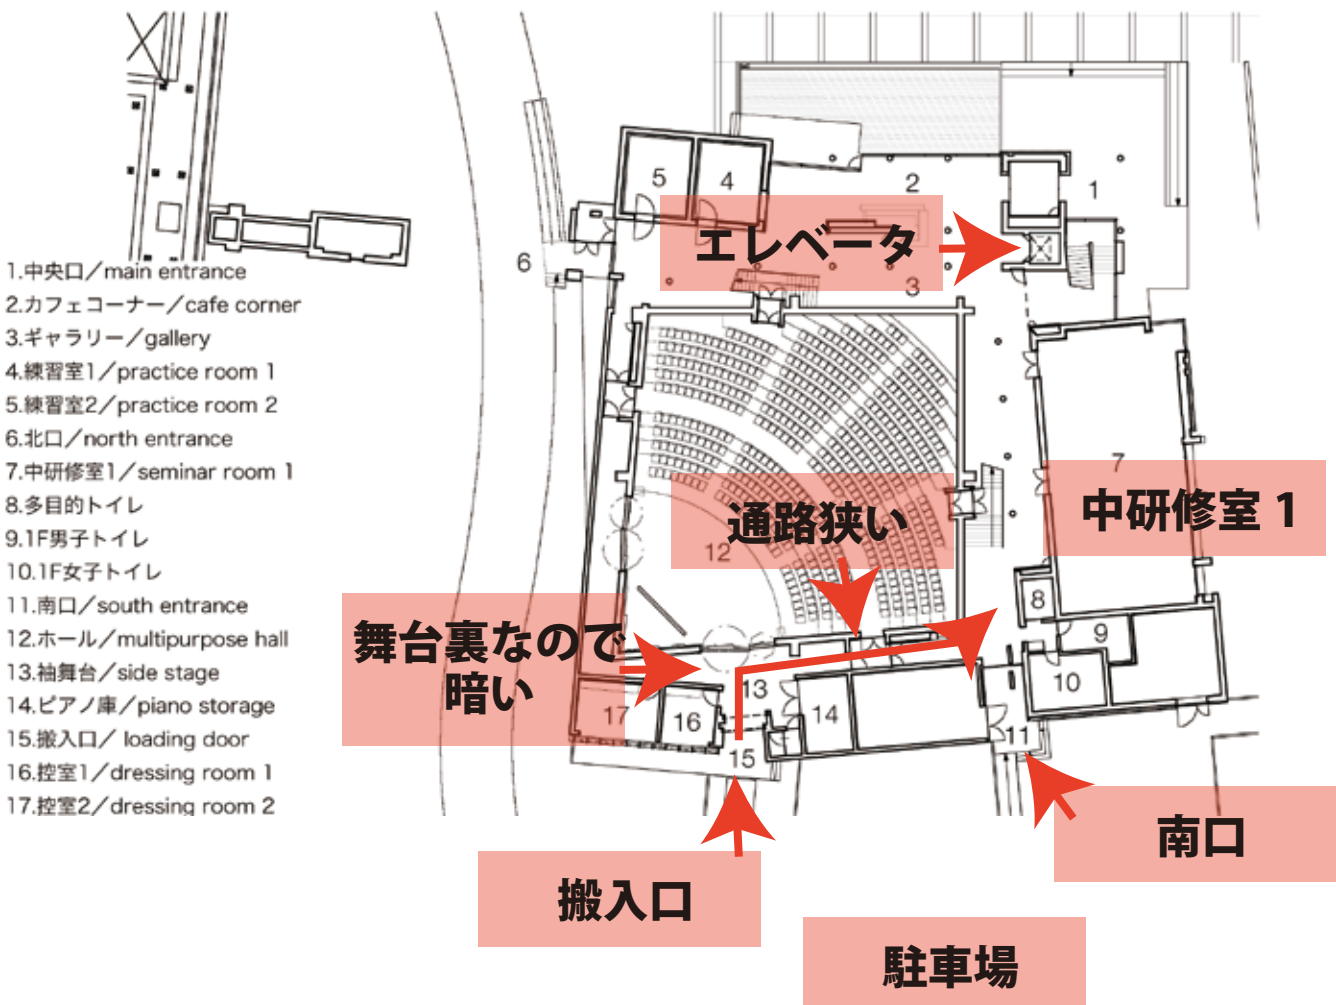 5
4
2
1
エレベータ
6
3
1.中央口／main entrance
2.カフェコーナー／cafe corner
3.ギャラリー／gallery
4.練習室1／practice room 1
5.練習室2／practice room 2
6.北口／north entrance
7.中研修室1／seminar room 1
8.多目的トイレ
9.1F男子トイレ
10.1F女子トイレ
11.南口／south entrance
12.ホール／multipurpose hall
13.袖舞台／side stage
14.ピアノ庫／piano storage
15.搬入口／ loading door
16.控室1／dressing room 1
17.控室2／dressing room 2
7
中研修室1
通路狭い
12
舞台裏なので
暗い
8
9
10
13
14
17
16
11
15
南口
搬入口
駐車場